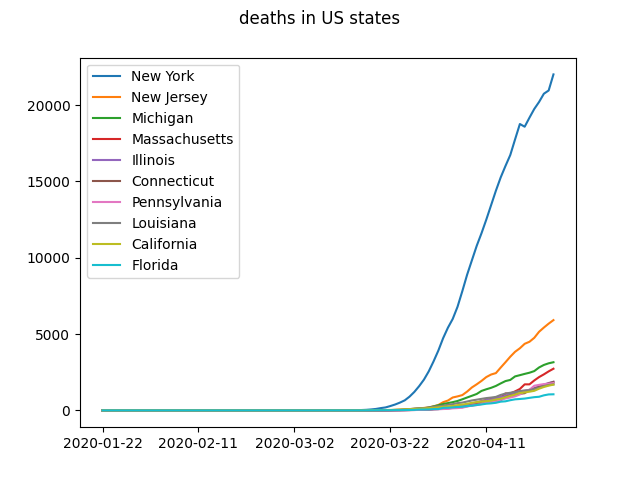 deaths in US states
New York
New Jersey
Michigan
Massachusetts
Illinois
Connecticut
Pennsylvania
Louisiana
California
Florida
20000
15000
10000
5000
0
2020-01-22 2020-02-11 2020-03-02 2020-03-22 2020-04-11